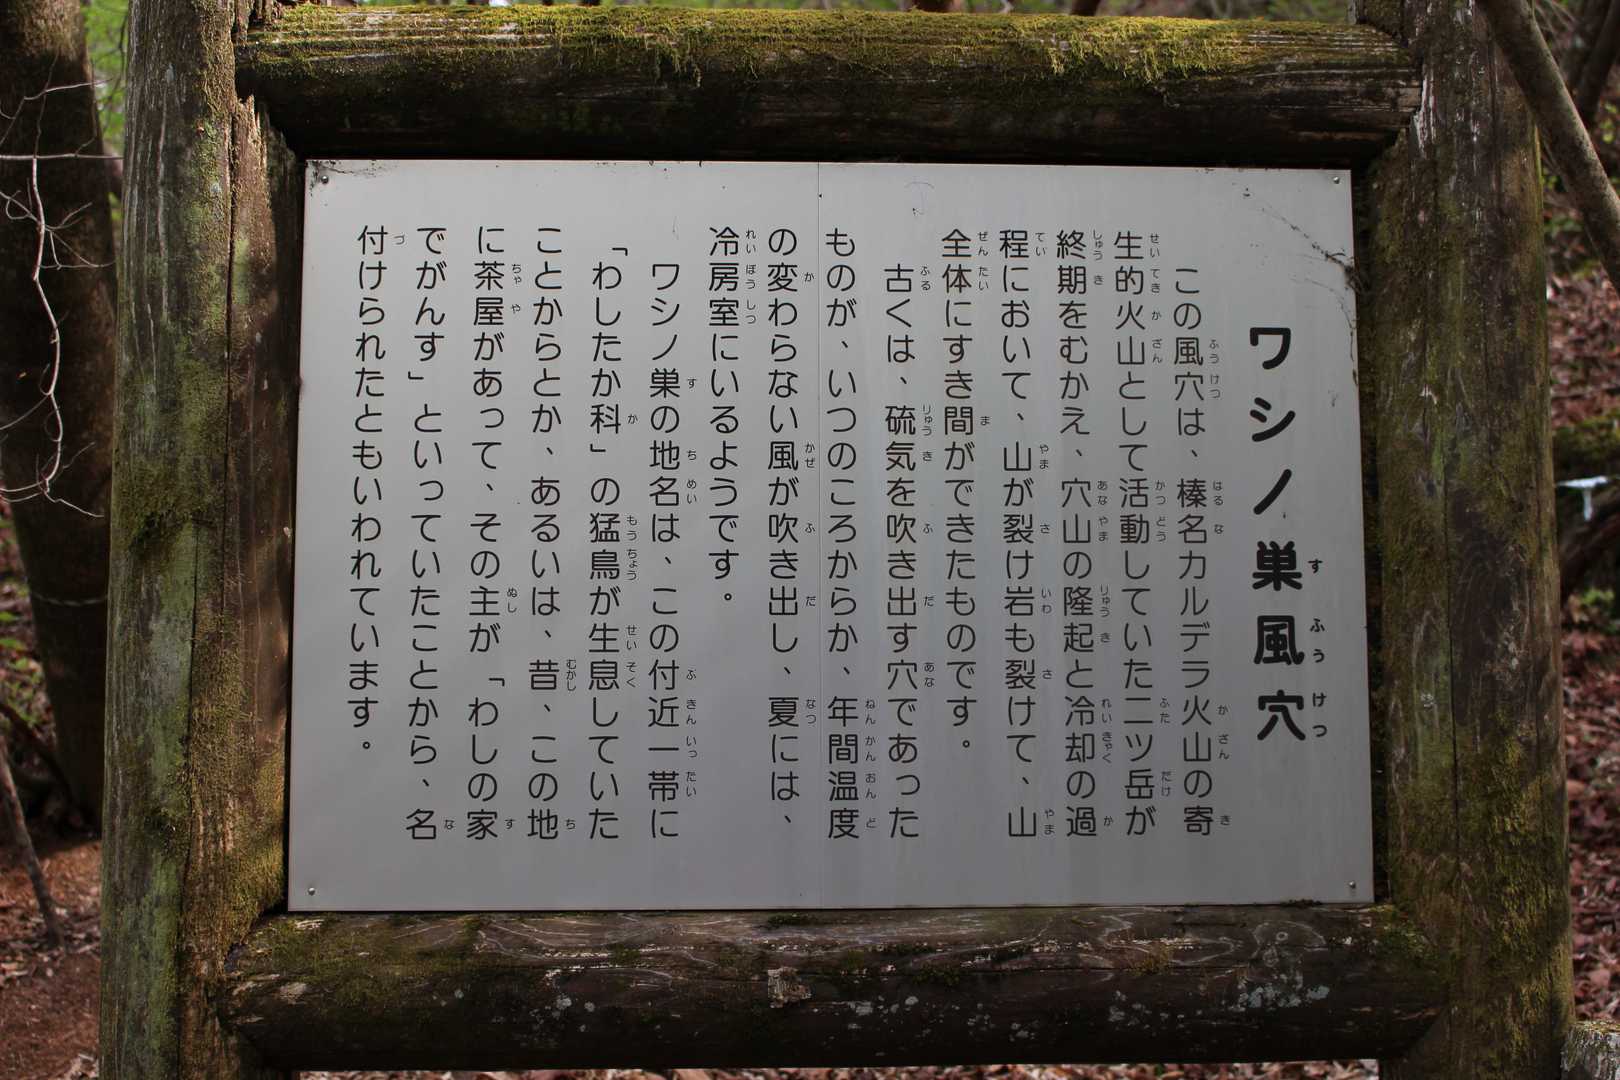 ワシノ巣風穴
すふうけつ
この風穴は、榛名カルデラ火山の寄
生的火山として活動していた二ツ岳が
終期をむかえ、穴山の隆起と冷却の過
程において、山が裂け岩も裂けて、山
全体にすき間ができたものです。
古くは、硫気を吹き出す穴であった
ものが、いつのころからか、年間温度
の変わらない風が吹き出し、夏には、
冷房室にいるようです。
ワシノ巣の地名は、この付近一帯に
「わしたか科」の猛鳥が生息していた
ことからとか、あるいは、昔、この地
に茶屋があって、その主が「わしの家
でがんす」といっていたことから、名
付けられたともいわれています。